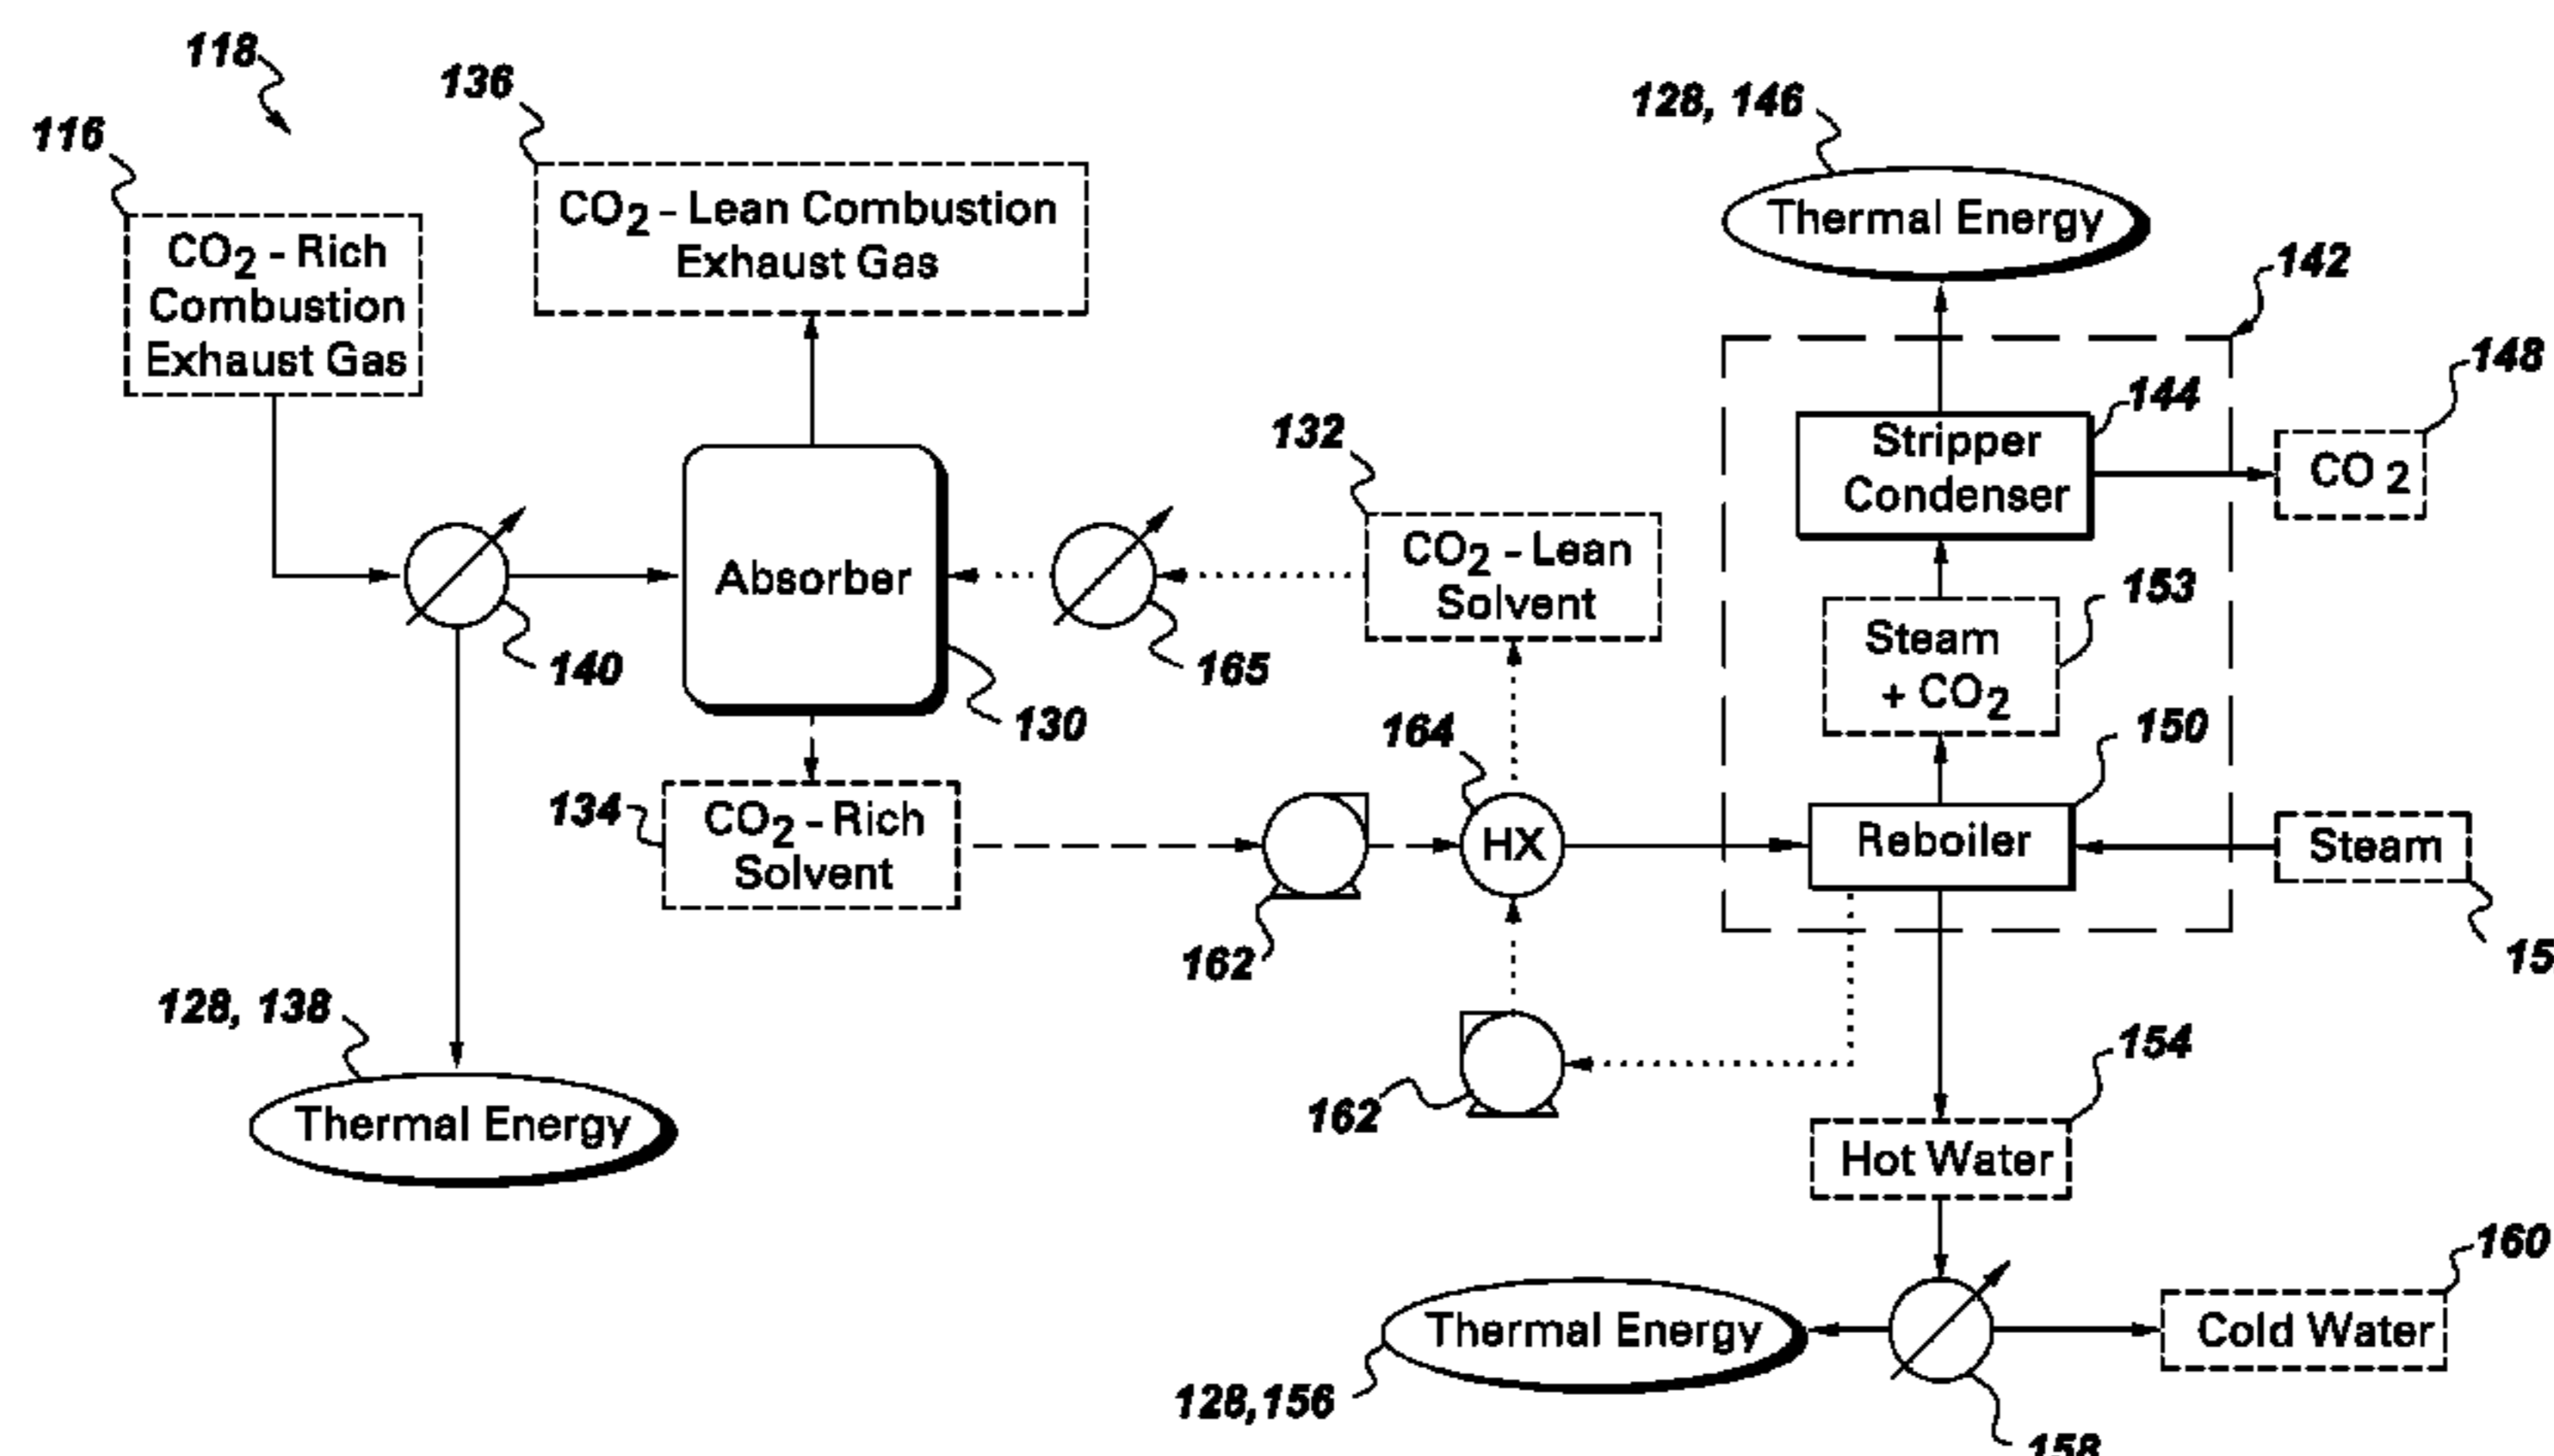 118
116
136
128, 146
CO2 - Rich
Combustion
Exhaust Gas
CO2 - Lean Combustion
Exhaust Gas
Thermal Energy
142
148
144
132
Stripper
Condenser
CO 2
140
Absorber
165
130
CO2 - Lean
Solvent
153
Steam
+ CO2
164
150
134
CO2 - Rich
Solvent
162
HX
Reboiler
Steam
15
128, 138
Thermal Energy
162
154
Hot Water
160
Thermal Energy
Cold Water
128,156
158